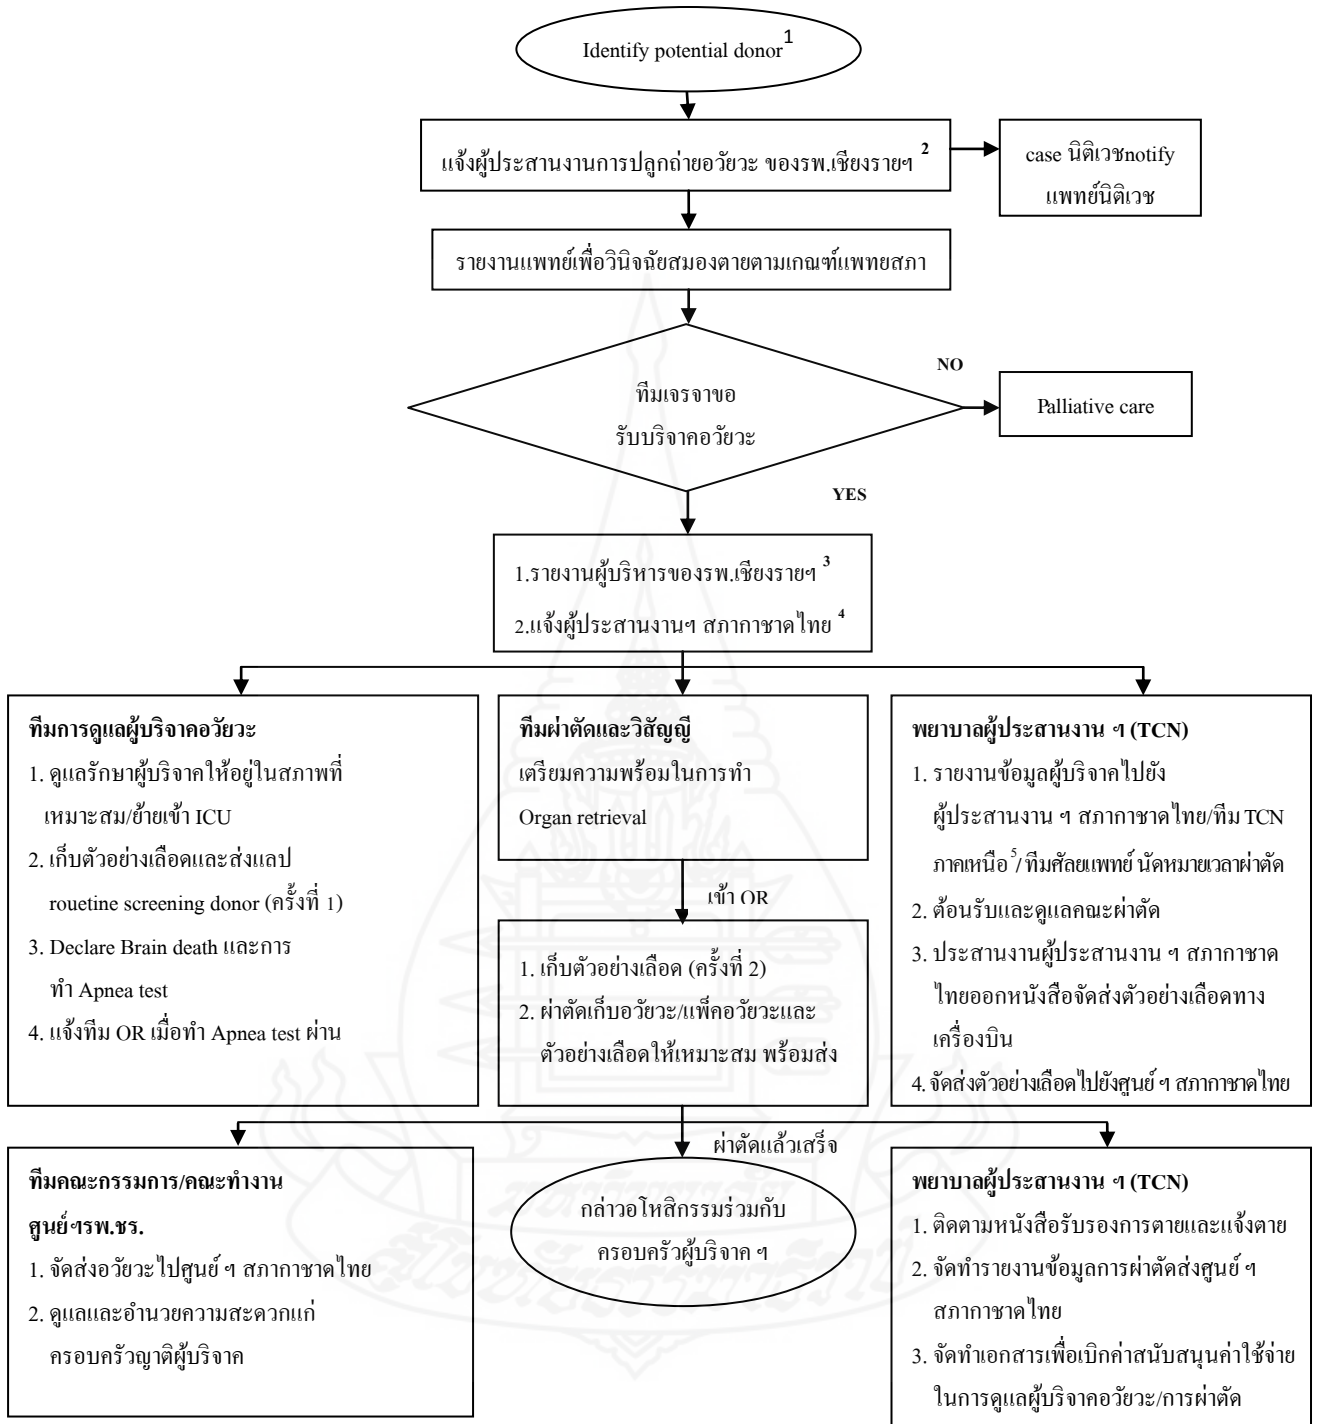 Identify potential donor 1
แจ้งผู้ประสานงานการปลูกถ่ายอวัยวะ ของรพ.เชียงรายฯ 2
case นิติเวชnotify
แพทย์นิติเวช
รายงานแพทย์เพื่อวินิจฉัยสมองตายตามเกณฑ์แพทยสภา
NO
ทีมเจรจาขอ
รับบริจาคอวัยวะ
Palliative care
YES
1.รายงานผู้บริหารของรพ.เชียงรายฯ 3
2.แจ้งผู้ประสานงานฯ สภากาชาดไทย 4
ทีมการดูแลผู้บริจาคอวัยวะ
1. ดูแลรักษาผู้บริจาคให้อยู่ในสภาพที่
เหมาะสม/ย้ายเข้า ICU
2. เก็บตัวอย่างเลือดและส่งแลป
rouetine screening donor (ครั้งที่ 1)
3. Declare Brain death และการ
ทำ Apnea test
4. แจ้งทีม OR เมื่อทำ Apnea test ผ่าน
ทีมผ่าตัดและวิสัญญี
เตรียมความพร้อมในการทำ
Organ retrieval
เข้า OR
1. เก็บตัวอย่างเลือด (ครั้งที่ 2)
2. ผ่าตัดเก็บอวัยวะ/แพ็คอวัยวะและ
ตัวอย่างเลือดให้เหมาะสม พร้อมส่ง
พยาบาลผู้ประสานงาน ฯ (TCN)
1. รายงานข้อมูลผู้บริจาคไปยัง
ผู้ประสานงาน ฯ สภากาชาดไทย/ทีม TCN
ภาคเหนือ 5/ ทีมศัลยแพทย์ นัดหมายเวลาผ่าตัด
2. ต้อนรับและดูแลคณะผ่าตัด
3. ประสานงานผู้ประสานงาน ฯ สภากาชาด
ไทยออกหนังสือจัดส่งตัวอย่างเลือดทาง
เครื่องบิน
4. จัดส่งตัวอย่างเลือดไปยังศูนย์ ฯ สภากาชาดไทย
ผ่าตัดแล้วเสร็จ
ทีมคณะกรรมการ/คณะทำงาน
ศูนย์ฯรพ.ชร.
1. จัดส่งอวัยวะไปศูนย์ ฯ สภากาชาดไทย
2. ดูแลและอำนวยความสะดวกแก่
ครอบครัวญาติผู้บริจาค
กล่าวอโหสิกรรมร่วมกับ
ครอบครัวผู้บริจาค ฯ
พยาบาลผู้ประสานงาน ฯ (TCN)
1. ติดตามหนังสือรับรองการตายและแจ้งตาย
2. จัดทำรายงานข้อมูลการผ่าตัดส่งศูนย์ ฯ
สภากาชาดไทย
3. จัดทำเอกสารเพื่อเบิกค่าสนับสนุนค่าใช้จ่าย
ในการดูแลผู้บริจาคอวัยวะ/การผ่าตัด